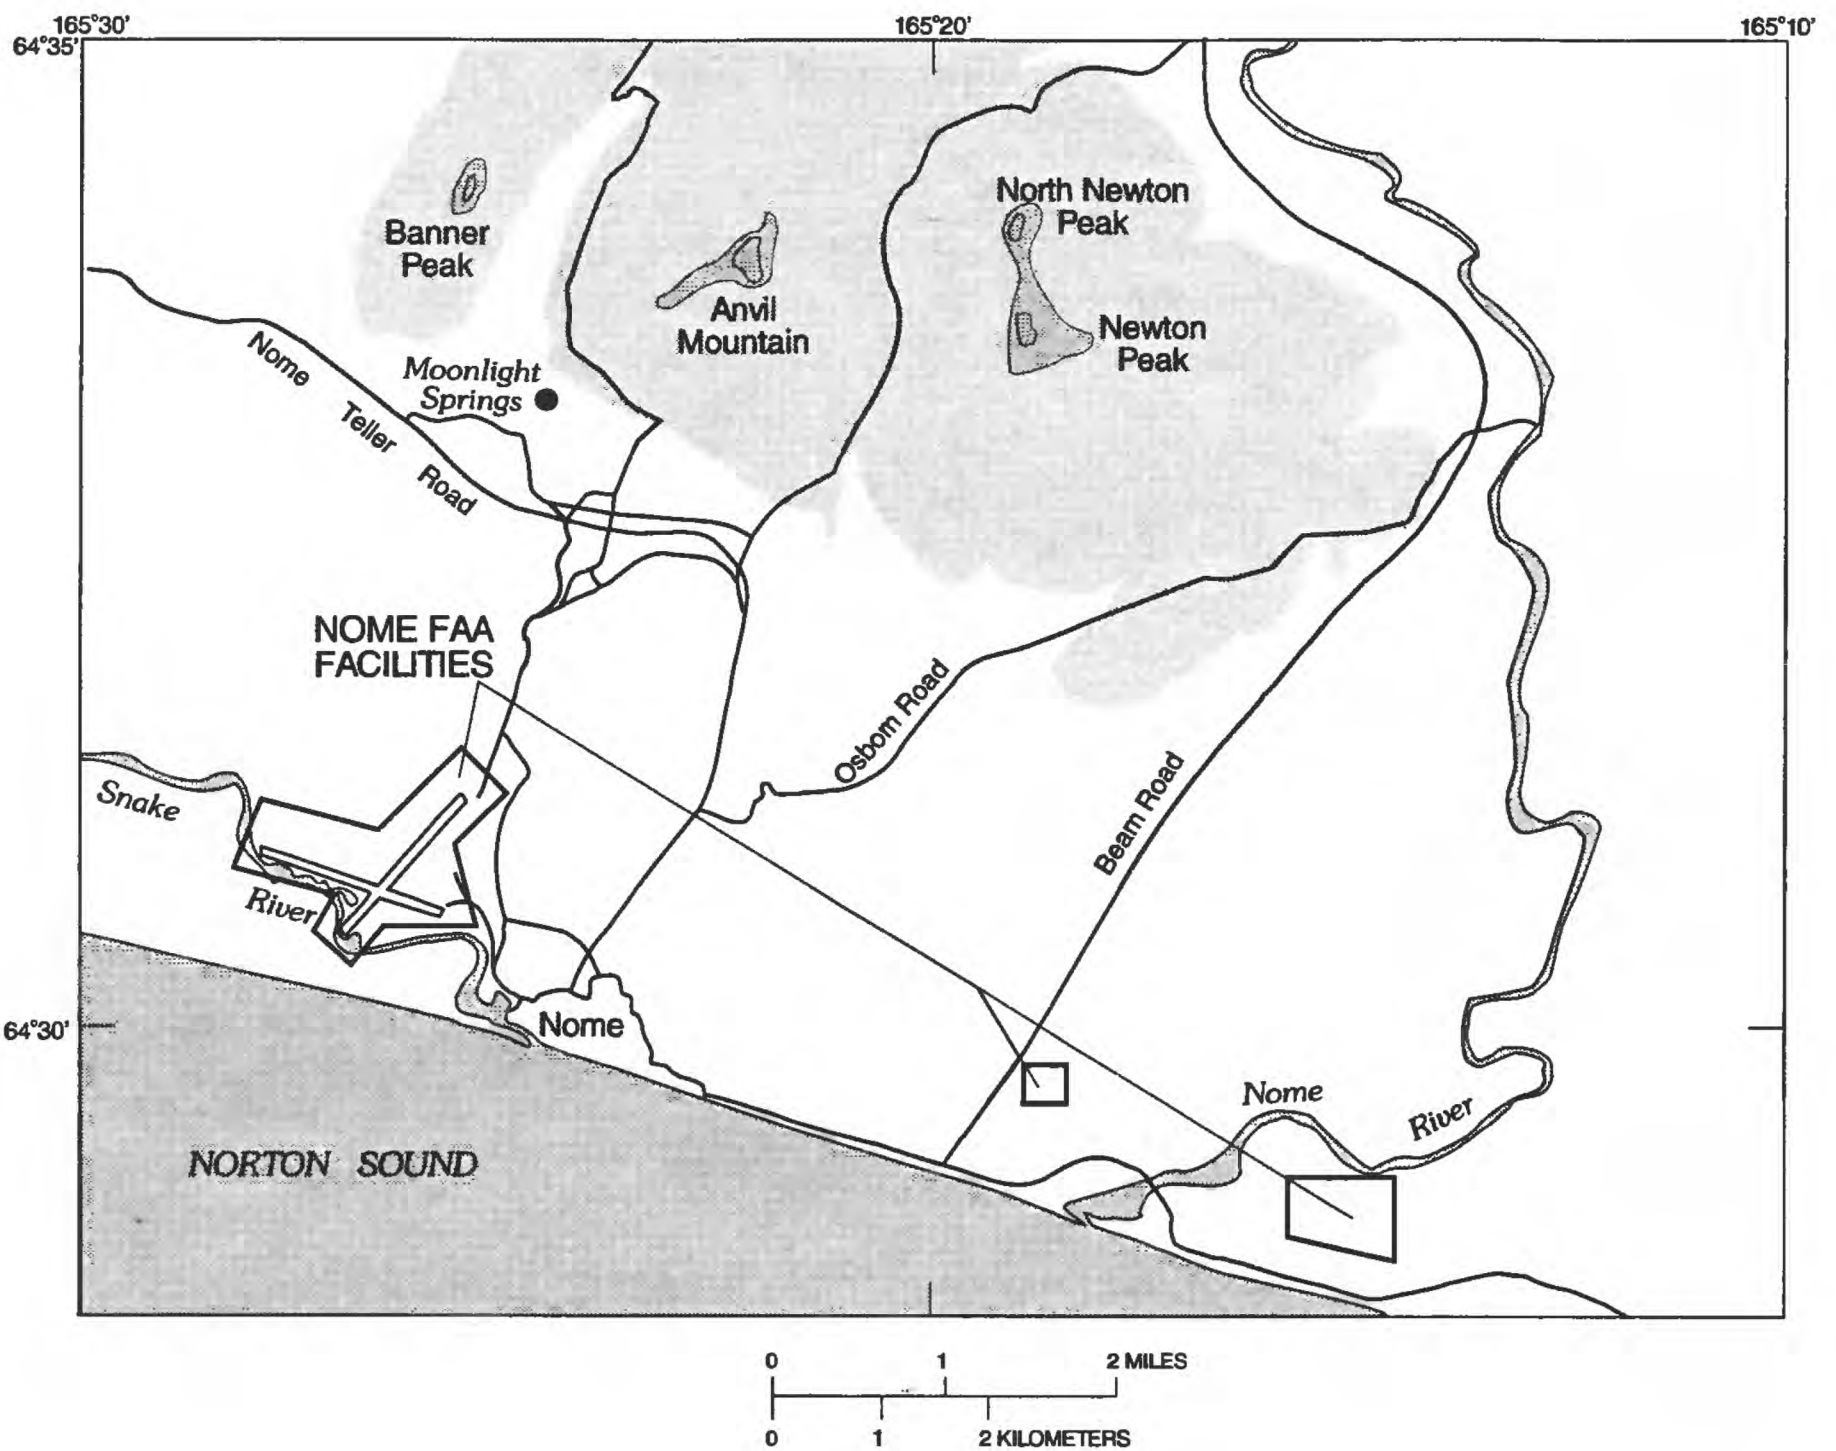 165°30'
165°20'
165°10'
64°35'
North Newton
Peak
Banner
Peak
Anvil
Mountain
Newton
Peak
Moonlight
Springs
Nome Teller Road
NOME FAA
FACILITIES
Osborn Road
Beam Road
Snake
River
64°30'
Nome
Nome
River
NORTON SOUND
0 1 2 MILES
0 1 2 KILOMETERS